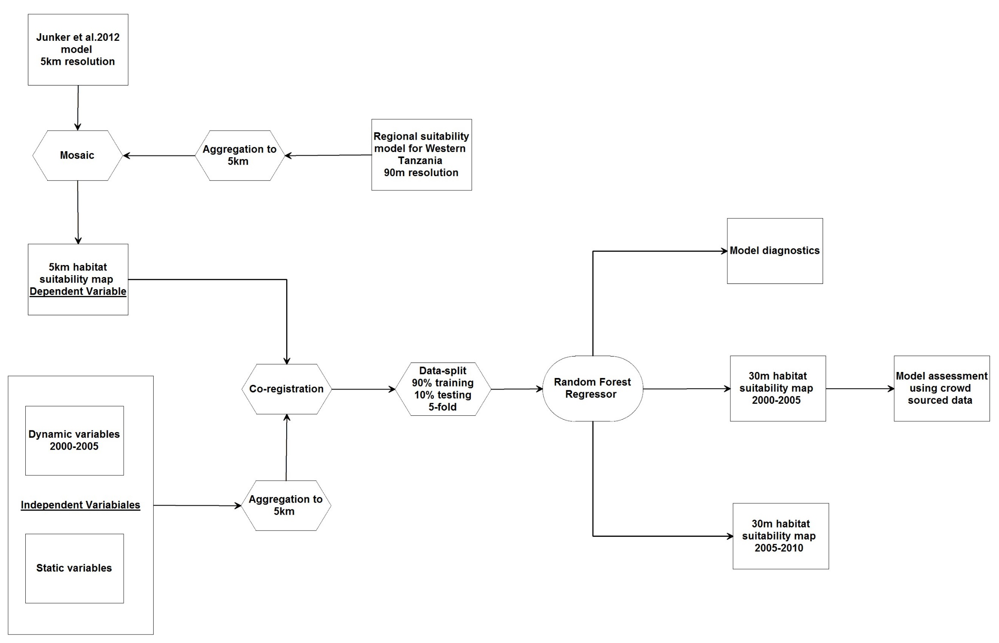 Junker et al.2012
model
5km resolution
Mosaic
Aggregation to
5km
Regional suitability
model for Western
Tanzania
90m resolution
5km habitat
suitability map
Dependent Variable
Model diagnostics
Co-registration
Data-split
90% training
10% testing
5-fold
Random Forest
Regressor
30m habitat
suitability map
2000-2005
Model assessment
using crowd
sourced data
Dynamic variables
2000-2005
Independent Variabiales
Static variables
Aggregation to
5km
30m habitat
suitability map
2005-2010